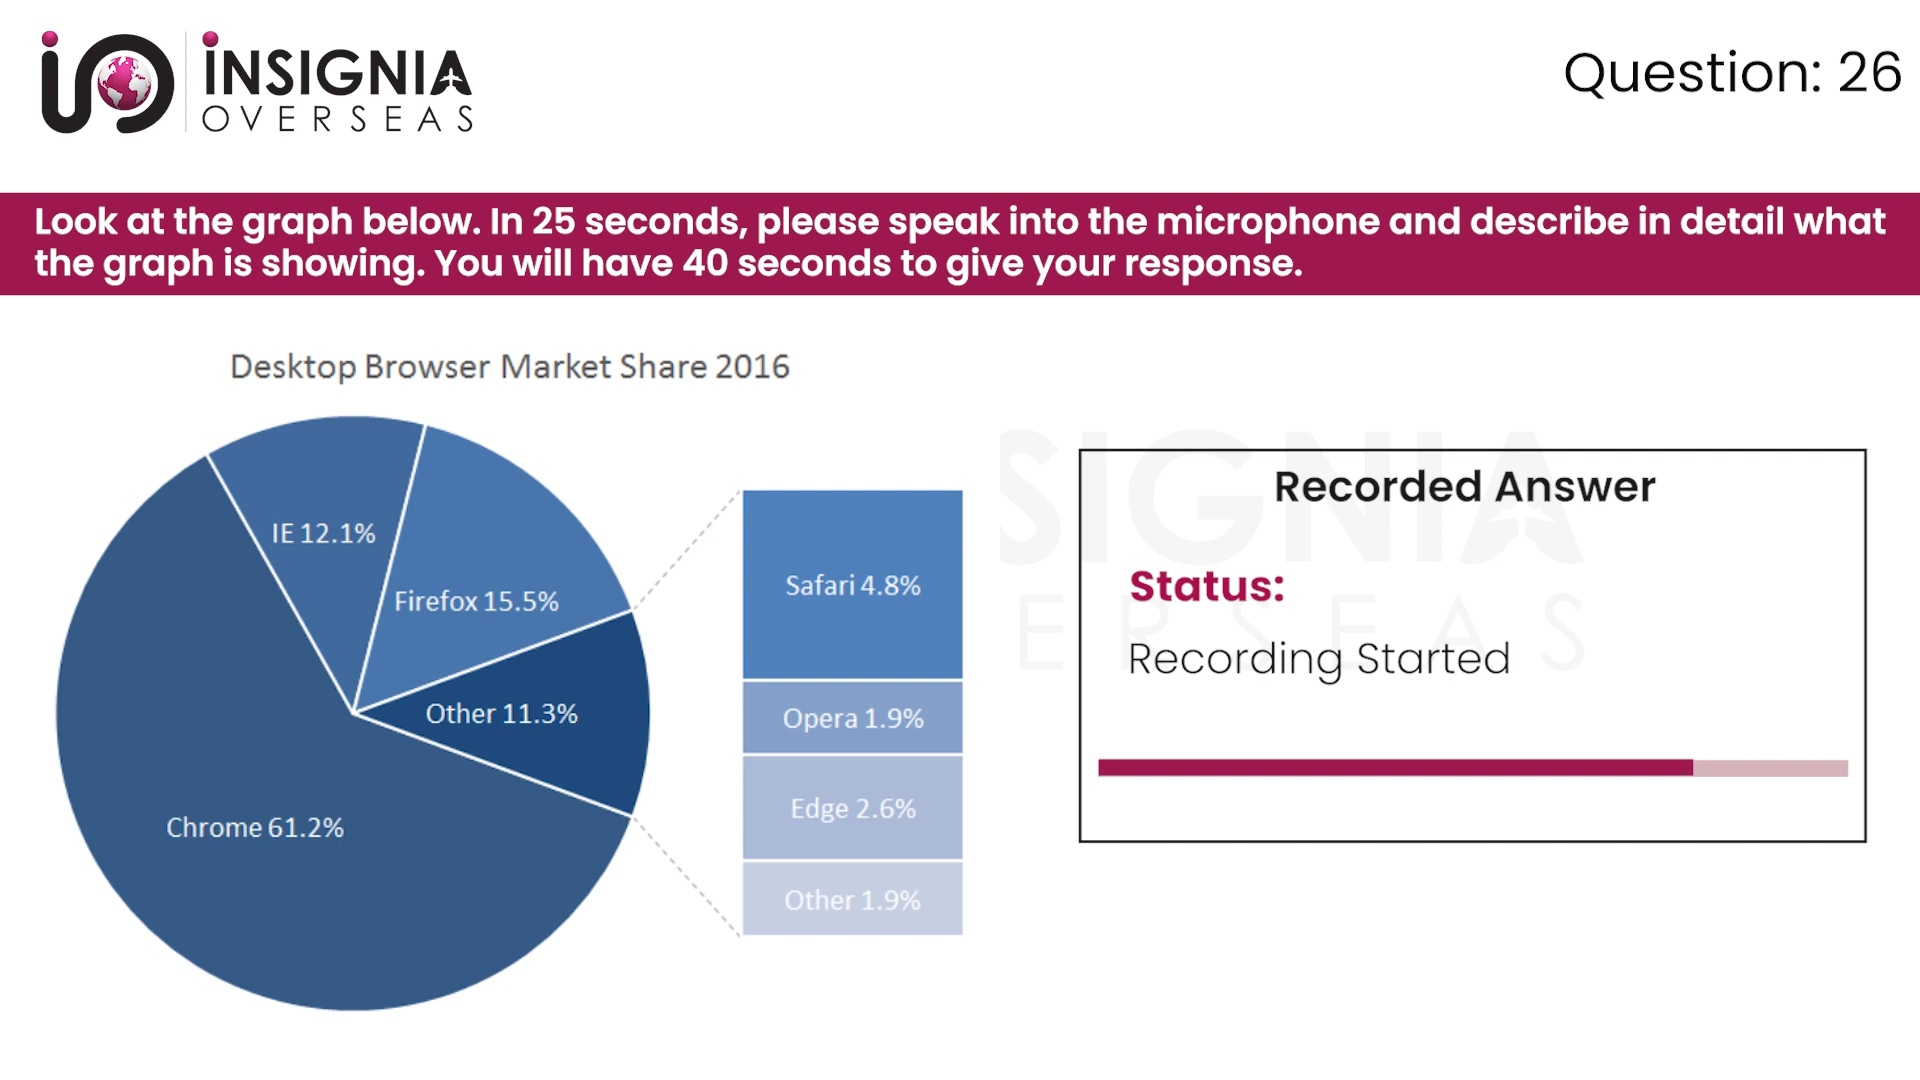 INSIGNIA
OVERSEAS
Question: 26
Look at the graph below. In 25 seconds, please speak into the microphone and describe in detail what
the graph is showing. You will have 40 seconds to give your response.
Desktop Browser Market Share 2016
IE 12.1%
Firefox 15.5%
Other 11.3%
Chrome 61.2%
Safari 4.8%
Opera 1.9%
Edge 2.6%
Other 1.9%
SIGNIA
ERSEAS
Recorded Answer
Status:
Recording Started